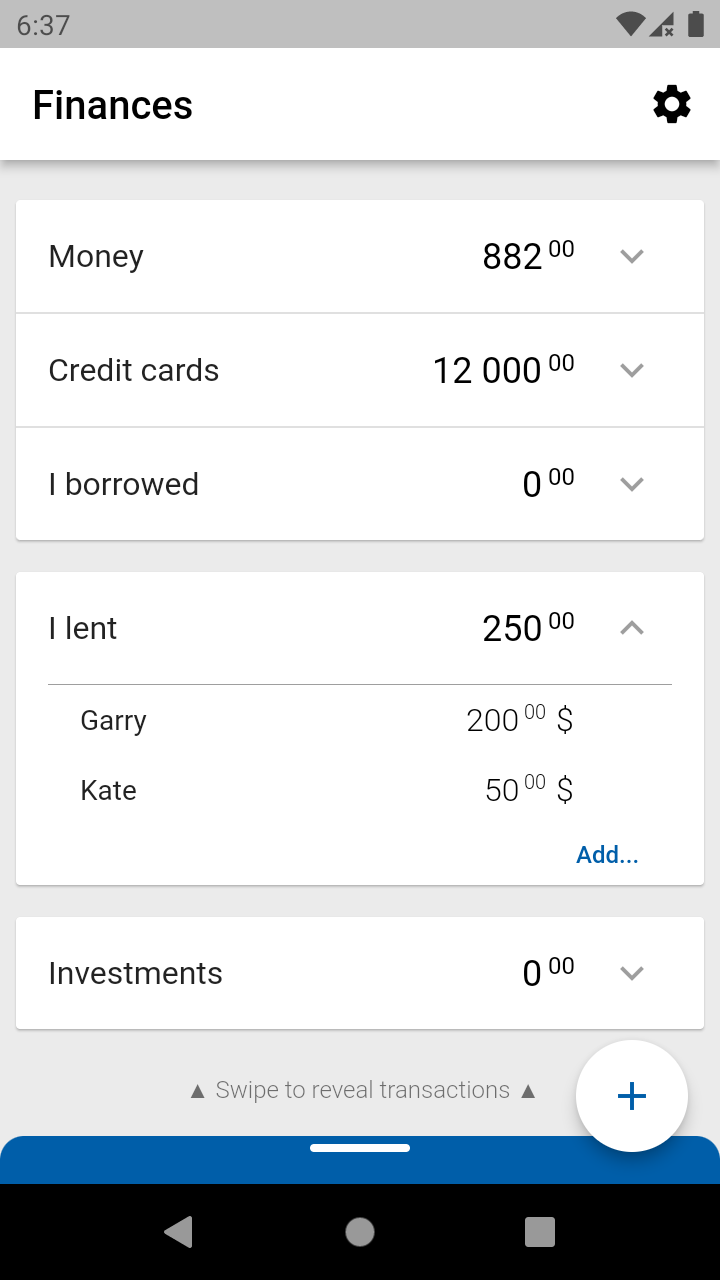 6:37
Finances
Money 882 00
Credit cards 12 000 00
I borrowed 0 00
I lent 250 00
Garry 200 00 $
Kate 50 00 $
Add...
Investments 0 00
▲ Swipe to reveal transactions ▲
+